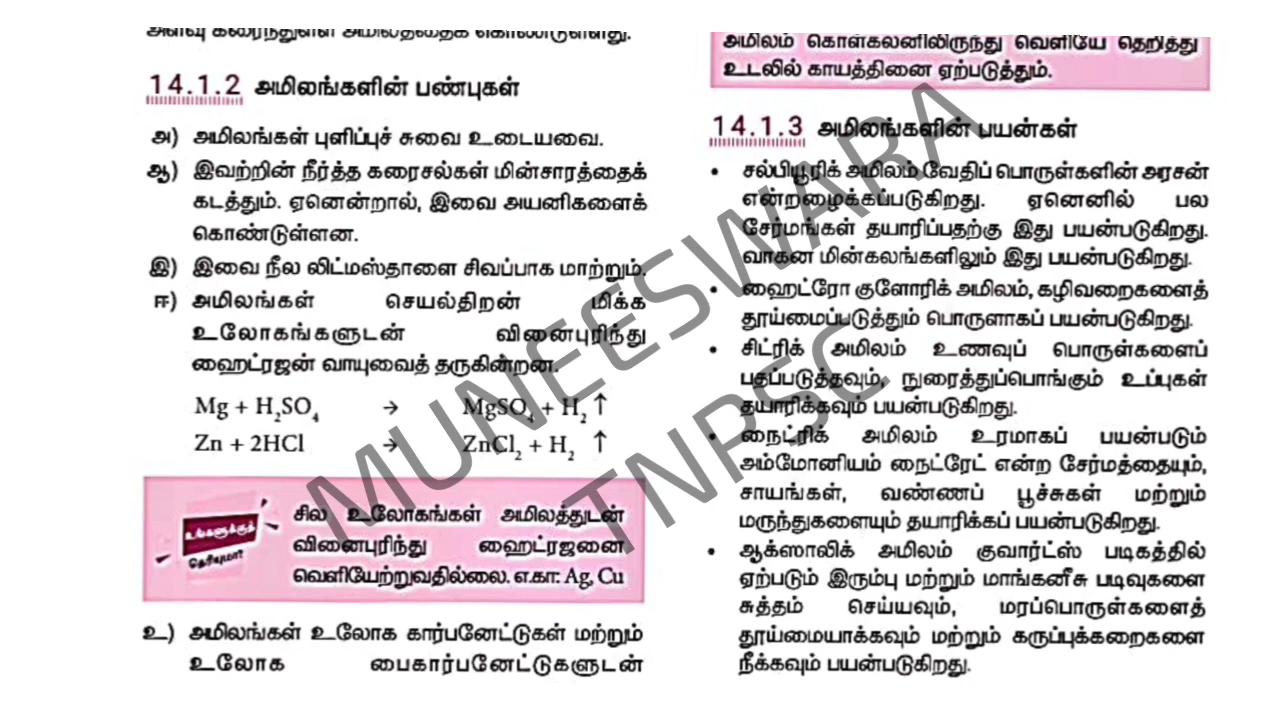 அளவு கரைந்துள்ள அமிலத்தைக் கொண்டுள்ளது.
14.1.2 அமிலங்களின் பண்புகள்
அ) அமிலங்கள் புளிப்புச் சுவை உடையவை.
ஆ) இவற்றின் நீர்த்த கரைசல்கள் மின்சாரத்தைக்
கடத்தும். ஏனென்றால், இவை அயனிகளைக்
கொண்டுள்ளன.
இ) இவை நீல லிட்மஸ்தாளை சிவப்பாக மாற்றும்.
ஈ) அமிலங்கள் செயல்திறன் மிக்க
உலோகங்களுடன் வினைபுரிந்து
ஹைட்ரஜன் வாயுவைத் தருகின்றன.
Mg + H₂SO₄ → MgSO₄ + H₂ ↑
Zn + 2HCl → ZnCl₂ + H₂ ↑
உங்களுக்குத்
தெரியுமா?
சில உலோகங்கள் அமிலத்துடன்
வினைபுரிந்து ஹைட்ரஜனை
வெளியேற்றுவதில்லை. எ.கா: Ag, Cu
உ) அமிலங்கள் உலோக கார்பனேட்டுகள் மற்றும்
உலோக பைகார்பனேட்டுகளுடன்
அமிலம் கொள்கலனிலிருந்து வெளியே தெறித்து
உடலில் காயத்தினை ஏற்படுத்தும்.
14.1.3 அமிலங்களின் பயன்கள்
• சல்பியூரிக் அமிலம் வேதிப் பொருள்களின் அரசன்
என்றழைக்கப்படுகிறது. ஏனெனில் பல
சேர்மங்கள் தயாரிப்பதற்கு இது பயன்படுகிறது.
வாகன மின்கலங்களிலும் இது பயன்படுகிறது.
• ஹைட்ரோ குளோரிக் அமிலம், கழிவறைகளைத்
தூய்மைப்படுத்தும் பொருளாகப் பயன்படுகிறது.
• சிட்ரிக் அமிலம் உணவுப் பொருள்களைப்
பதப்படுத்தவும், நுரைத்துப்பொங்கும் உப்புகள்
தயாரிக்கவும் பயன்படுகிறது.
• நைட்ரிக் அமிலம் உரமாகப் பயன்படும்
அம்மோனியம் நைட்ரேட் என்ற சேர்மத்தையும்,
சாயங்கள், வண்ணப் பூச்சுகள் மற்றும்
மருந்துகளையும் தயாரிக்கப் பயன்படுகிறது.
• ஆக்ஸாலிக் அமிலம் குவார்ட்ஸ் படிகத்தில்
ஏற்படும் இரும்பு மற்றும் மாங்கனீசு படிவுகளை
சுத்தம் செய்யவும், மரப்பொருள்களைத்
தூய்மையாக்கவும் மற்றும் கருப்புக்கறைகளை
நீக்கவும் பயன்படுகிறது.
MUNEESWARA
TNPSC